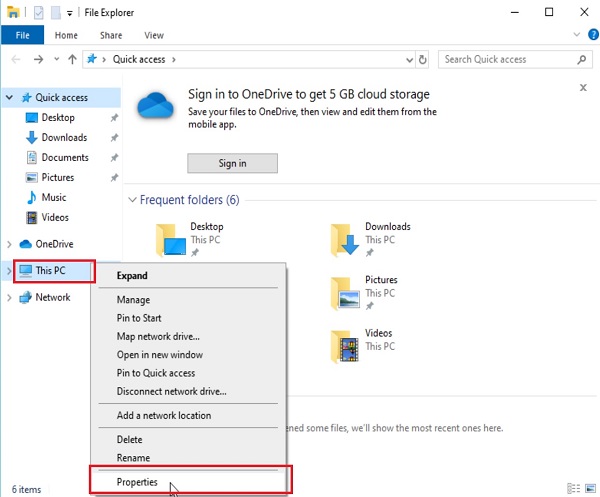 File Explorer
File
Home
Share
View
Quick access
Search Quick access
Quick access
Desktop
Downloads
Documents
Pictures
Music
Videos
OneDrive
This PC
Network
Sign in to OneDrive to get 5 GB cloud storage
Save your files to OneDrive, then view and edit them from the
mobile app.
Sign in
Frequent folders (6)
Desktop
This PC
Downloads
This PC
Pictures
This PC
Videos
This PC
Expand
Manage
Pin to Start
Map network drive...
Open in new window
Pin to Quick access
Disconnect network drive...
Add a network location
Delete
Rename
Properties
ened some files, we'll show the most recent ones here.
6 items